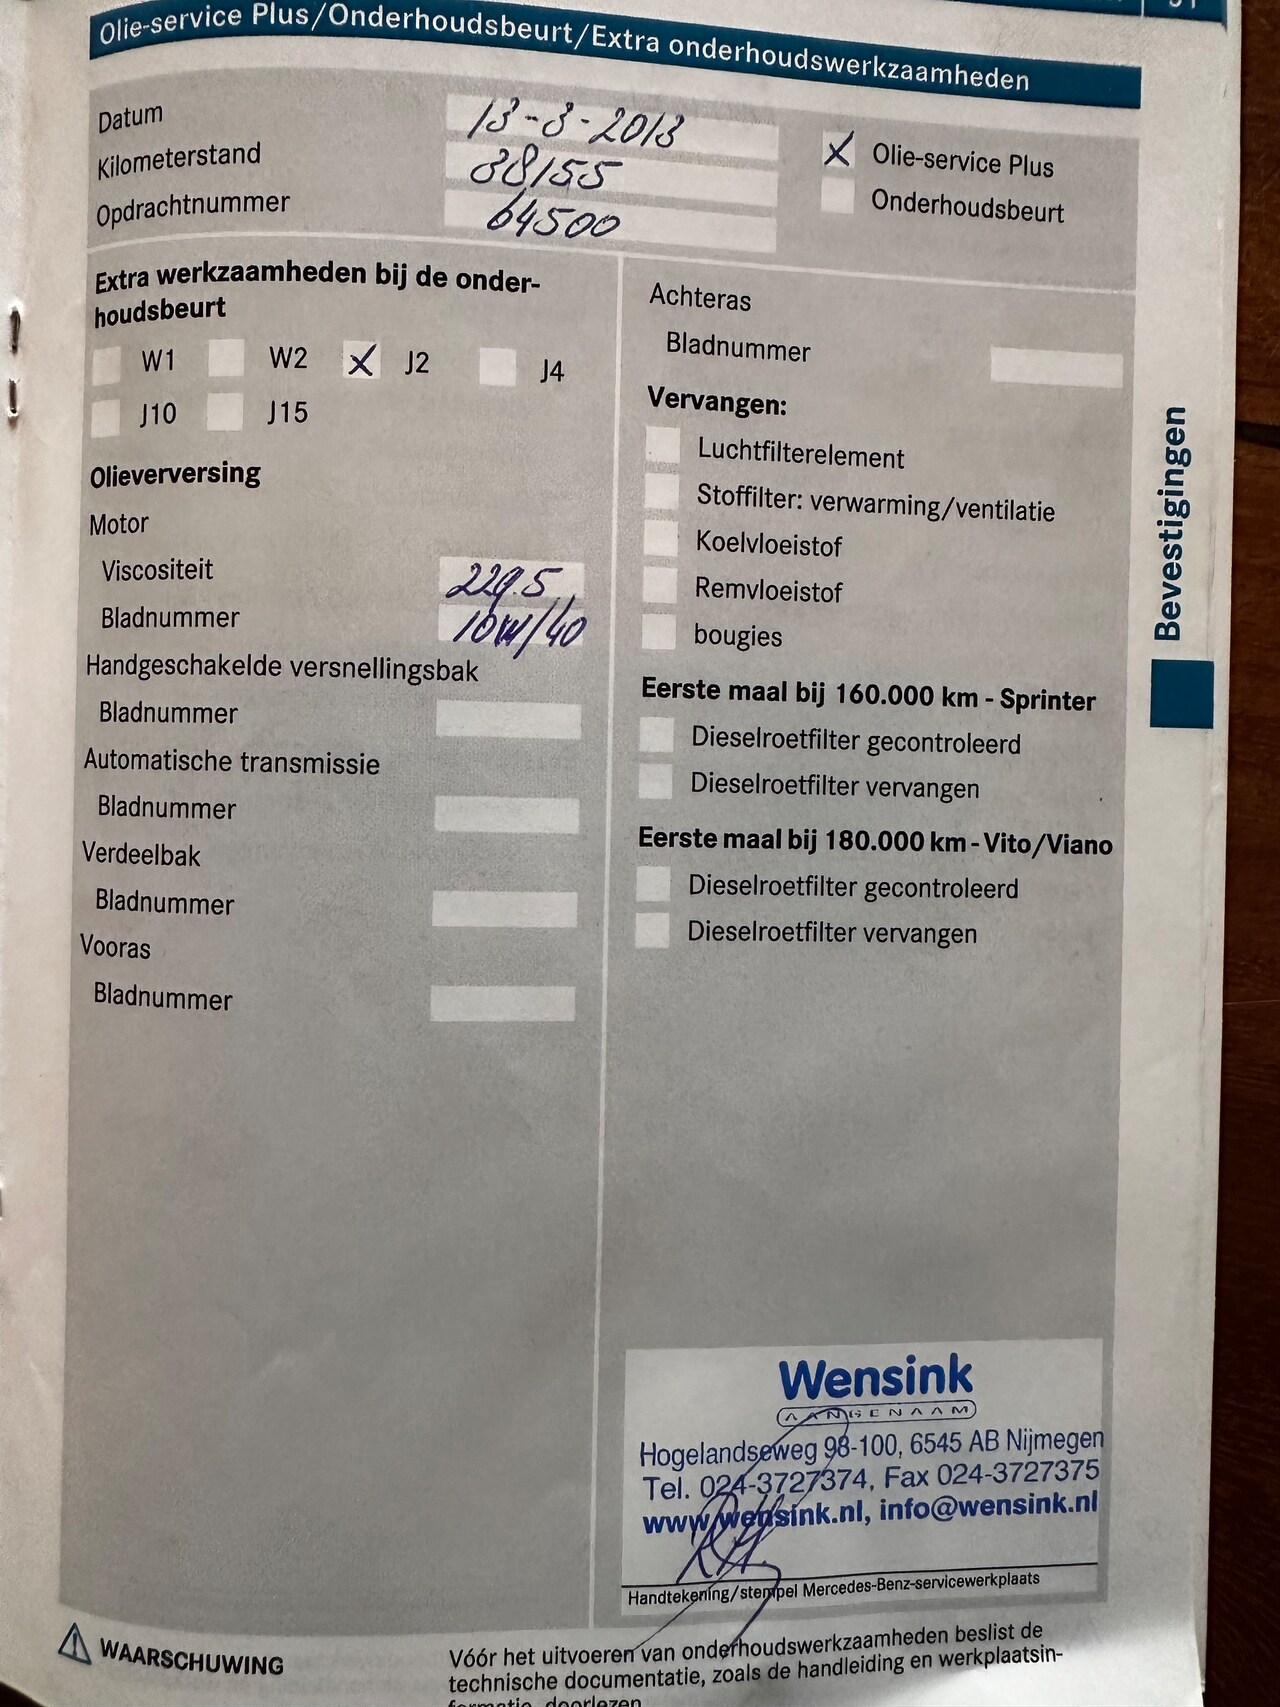 Olie-service Plus/Onderhoudsbeurt/Extra onderhoudswerkzaamheden
Datum 13-3-2013
Kilometerstand 38155
Opdrachtnummer 64500
X Olie-service Plus
Onderhoudsbeurt
Extra werkzaamheden bij de onder-
houdsbeurt
W1 W2 X J2 J4
J10 J15
Olieverversing
Motor
Viscositeit 229.5
Bladnummer 10W/40
Handgeschakelde versnellingsbak
Bladnummer
Automatische transmissie
Bladnummer
Verdeelbak
Bladnummer
Vooras
Bladnummer
Achteras
Bladnummer
Vervangen:
Luchtfilterelement
Stoffilter: verwarming/ventilatie
Koelvloeistof
Remvloeistof
bougies
Eerste maal bij 160.000 km - Sprinter
Dieselroetfilter gecontroleerd
Dieselroetfilter vervangen
Eerste maal bij 180.000 km - Vito/Viano
Dieselroetfilter gecontroleerd
Dieselroetfilter vervangen
Wensink
AANGENAAM
Hogelandseweg 98-100, 6545 AB Nijmegen
Tel. 024-3727374, Fax 024-3727375
www.wensink.nl, info@wensink.nl
Handtekening/stempel Mercedes-Benz-servicewerkplaats
Bevestigingen
WAARSCHUWING
Vóór het uitvoeren van onderhoudswerkzaamheden beslist de
technische documentatie, zoals de handleiding en werkplaatsin-
formatie, doorlezen